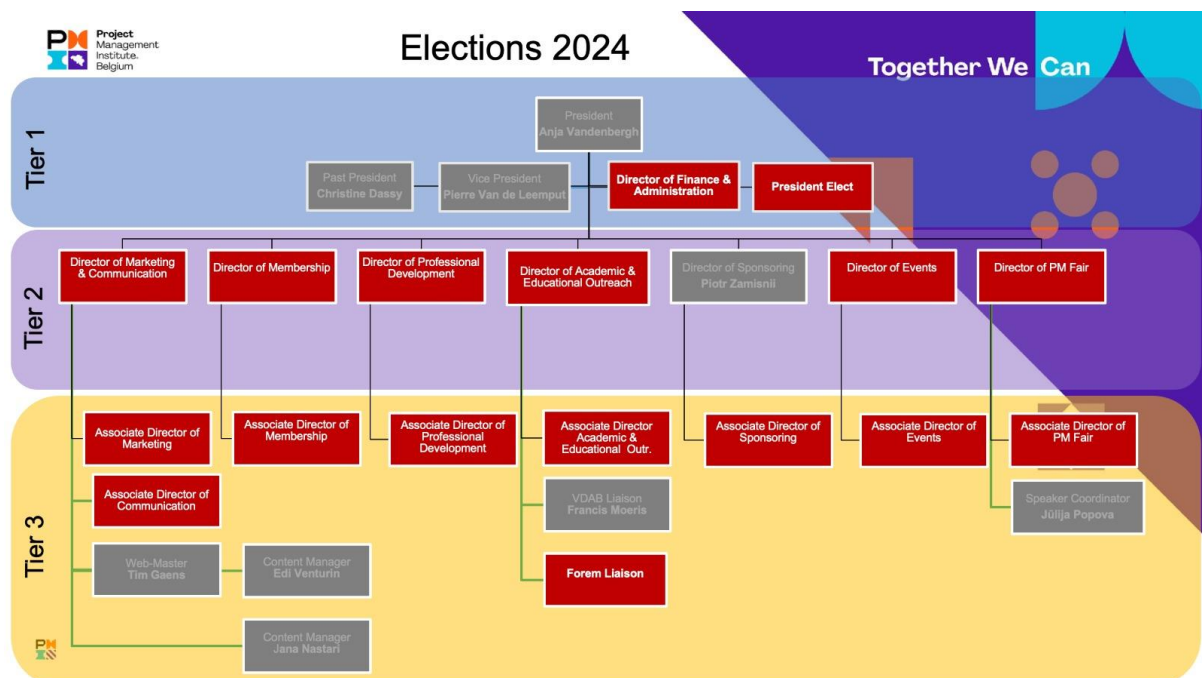 Project
Management
Institute.
Belgium
Elections 2024
Together We Can
Tier 1
President
Anja Vandenbergh
Past President
Christine Dassy
Vice President
Pierre Van de Leemput
Director of Finance &
Administration
President Elect
Tier 2
Director of Marketing
& Communication
Director of Membership
Director of Professional
Development
Director of Academic &
Educational Outreach
Director of Sponsoring
Piotr Zamisnii
Director of Events
Director of PM Fair
Tier 3
Associate Director of
Marketing
Associate Director of
Membership
Associate Director of
Professional
Development
Associate Director
Academic &
Educational Outr.
Associate Director of
Sponsoring
Associate Director of
Events
Associate Director of
PM Fair
Associate Director of
Communication
VDAB Liaison
Francis Moeris
Speaker Coordinator
Jūlija Popova
Web-Master
Tim Gaens
Content Manager
Edi Venturin
Forem Liaison
Content Manager
Jana Nastari